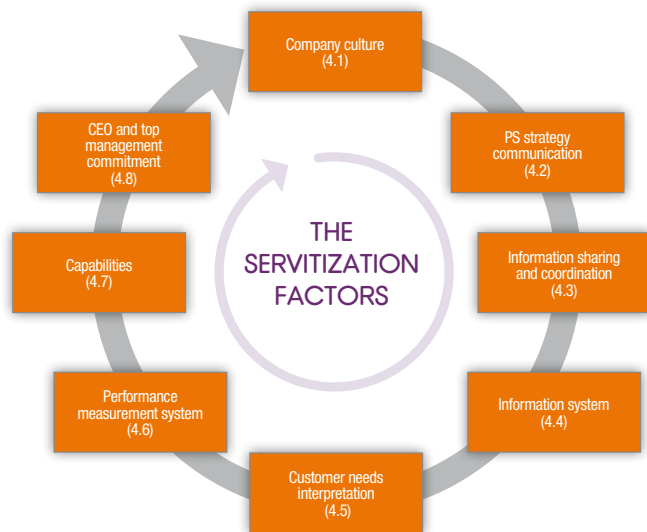 Company culture
(4.1)
PS strategy
communication
(4.2)
Information sharing
and coordination
(4.3)
Information system
(4.4)
Customer needs
interpretation
(4.5)
Performance
measurement system
(4.6)
Capabilities
(4.7)
CEO and top
management
commitment
(4.8)
THE
SERVITIZATION
FACTORS